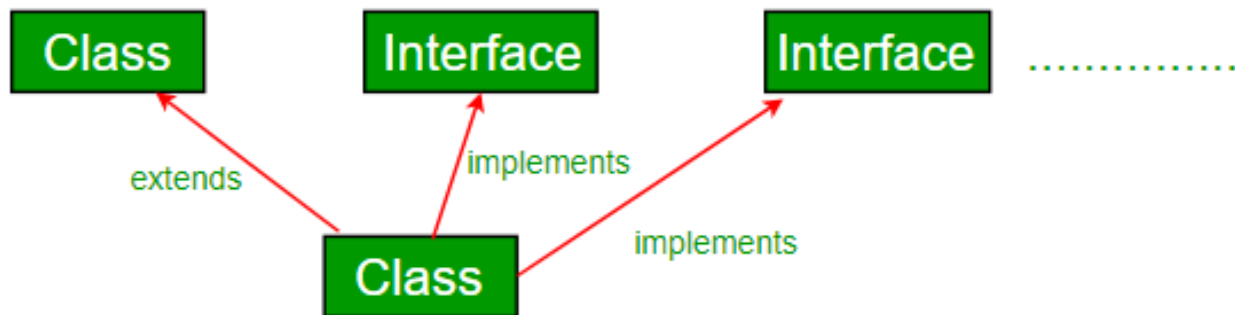 Class
Interface
Interface
...............
extends
implements
implements
Class